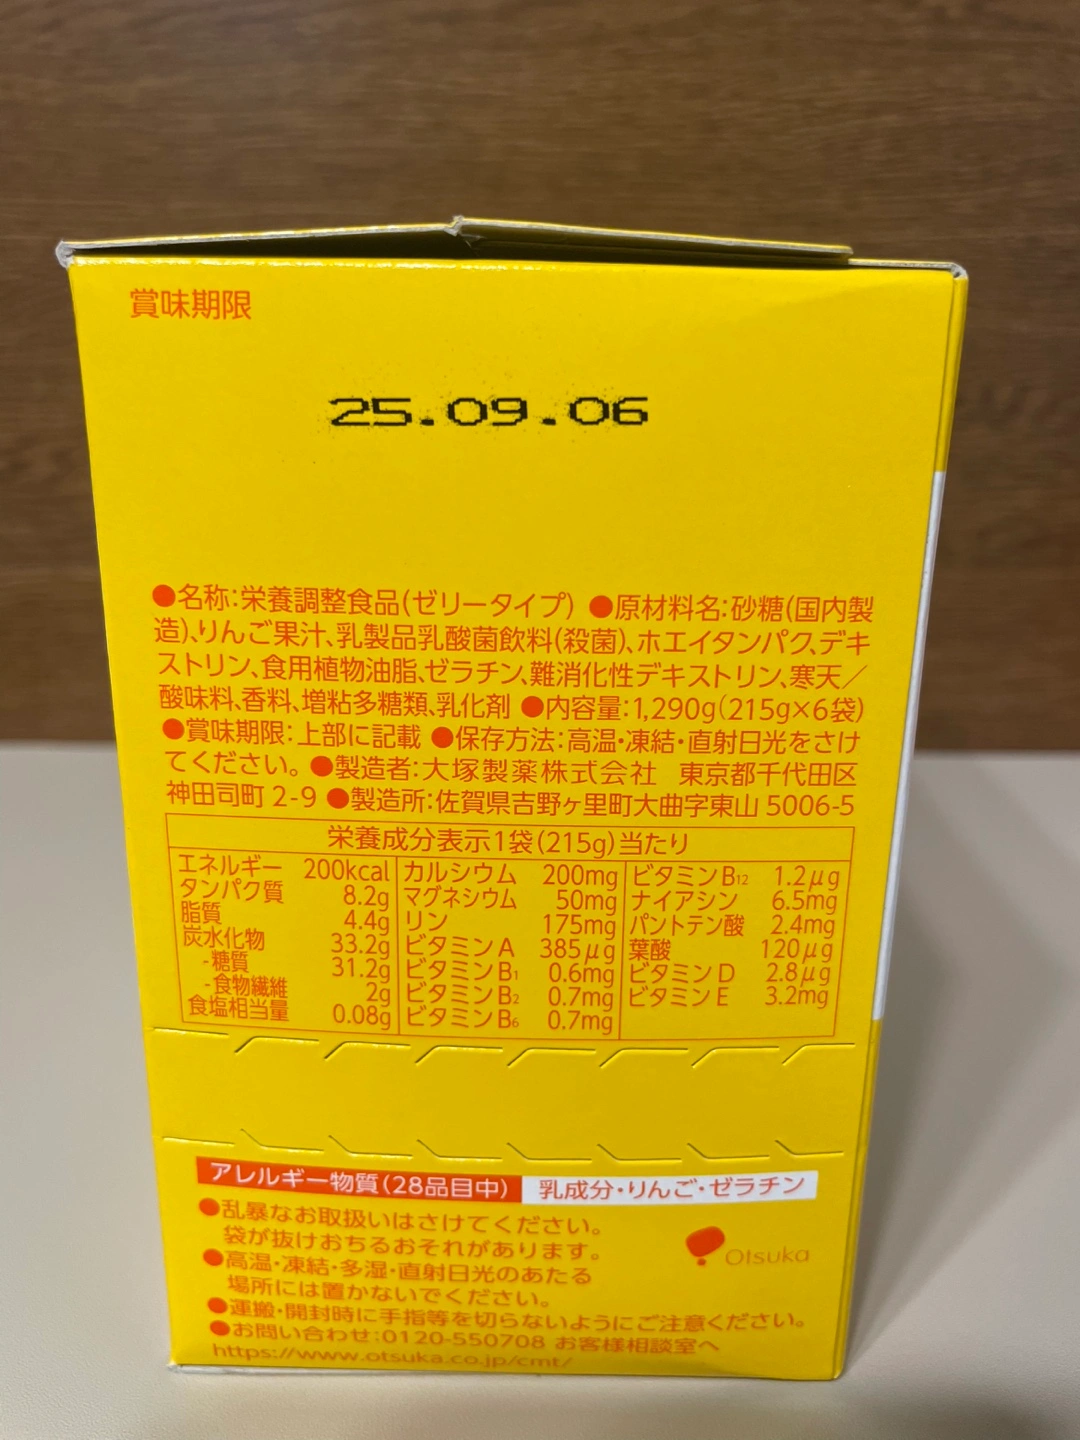 賞味期限
25.09.06
●名称:栄養調整食品(ゼリータイプ) ●原材料名:砂糖(国内製
造)、りんご果汁、乳製品乳酸菌飲料(殺菌)、ホエイタンパク、デキ
ストリン、食用植物油脂、ゼラチン、難消化性デキストリン、寒天/
酸味料、香料、増粘多糖類、乳化剤 ●内容量:1,290g(215g×6袋)
●賞味期限:上部に記載 ●保存方法:高温・凍結・直射日光をさけ
てください。 ●製造者:大塚製薬株式会社 東京都千代田区
神田司町 2-9 ●製造所:佐賀県吉野ヶ里町大曲字東山 5006-5
栄養成分表示1袋(215g)当たり
エネルギー 200kcal カルシウム 200mg ビタミンB12 1.2μg
タンパク質 8.2g マグネシウム 50mg ナイアシン 6.5mg
脂質 4.4g リン 175mg パントテン酸 2.4mg
炭水化物 33.2g ビタミンA 385μg 葉酸 120μg
-糖質 31.2g ビタミンB1 0.6mg ビタミンD 2.8μg
-食物繊維 2g ビタミンB2 0.7mg ビタミンE 3.2mg
食塩相当量 0.08g ビタミンB6 0.7mg
アレルギー物質(28品目中) 乳成分・りんご・ゼラチン
●乱暴なお取扱いはさけてください。
袋が抜けおちるおそれがあります。
●高温・凍結・多湿・直射日光のあたる
場所には置かないでください。
Otsuka
●運搬・開封時に手指等を切らないようにご注意ください。
●お問い合わせ:0120-550708 お客様相談室へ
https://www.otsuka.co.jp/cmt/